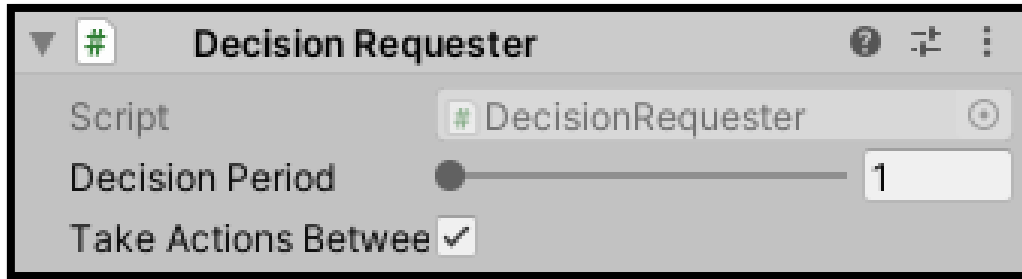 # Decision Requester ?
Script # DecisionRequester
Decision Period 1
Take Actions Betwee